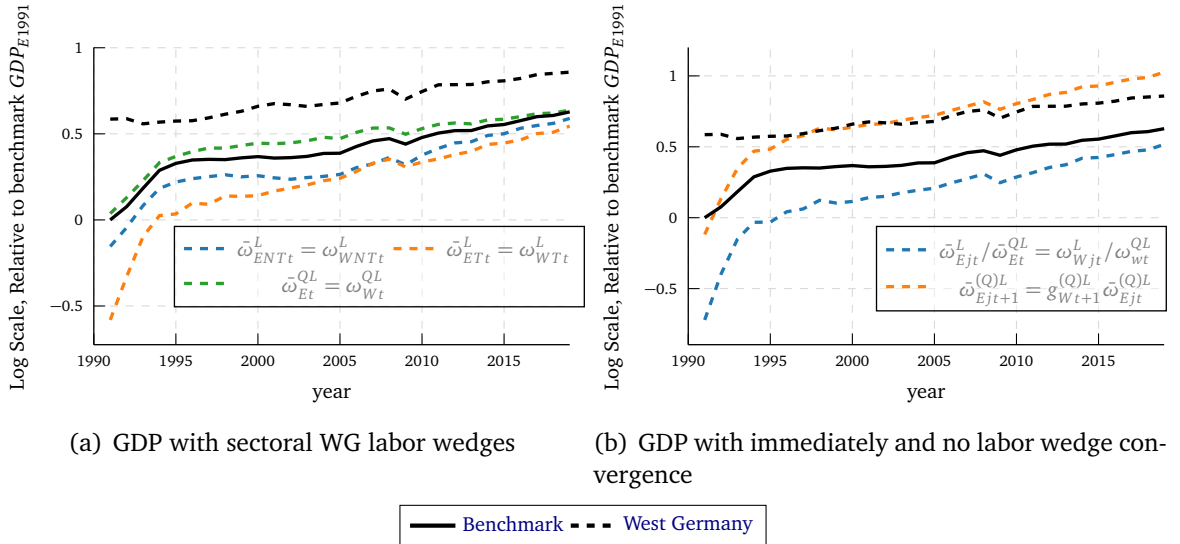 Log Scale, Relative to benchmark GDP_{E1991}
1
0.5
0
−0.5
1990 1995 2000 2005 2010 2015
year
ω̄^L_{ENTt} = ω^L_{WNTt} ω̄^L_{ETt} = ω^L_{WTt}
ω̄^{QL}_{Et} = ω^{QL}_{Wt}
(a) GDP with sectoral WG labor wedges
Log Scale, Relative to benchmark GDP_{E1991}
1
0.5
0
−0.5
1990 1995 2000 2005 2010 2015
year
ω̄^L_{Ejt}/ω̄^{QL}_{Et} = ω^L_{Wjt}/ω^{QL}_{wt}
ω̄^{(Q)L}_{Ejt+1} = g^{(Q)L}_{Wt+1} ω̄^{(Q)L}_{Ejt}
(b) GDP with immediately and no labor wedge con-
vergence
Benchmark West Germany